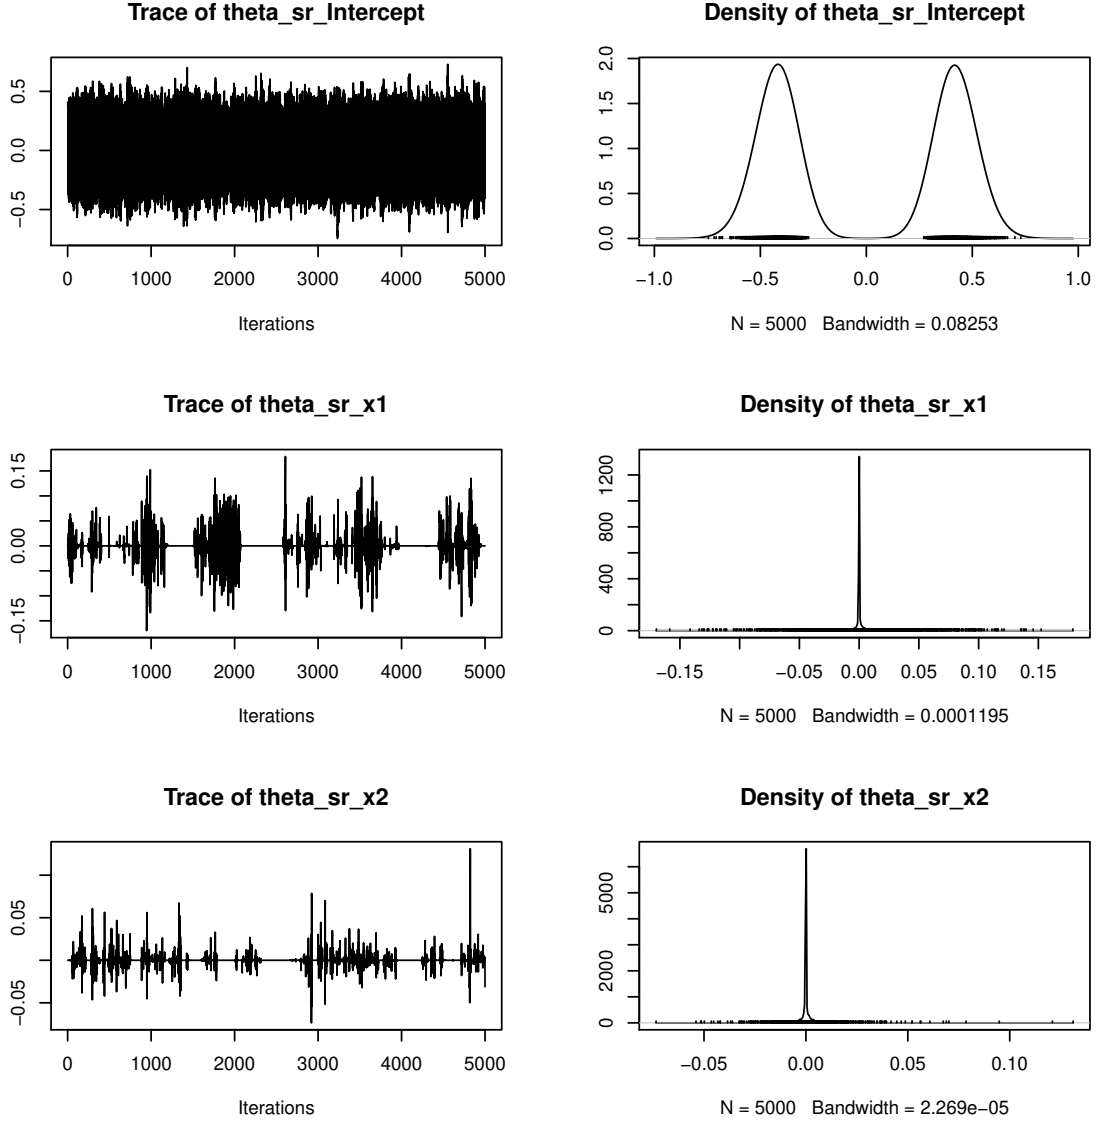 Trace of theta_sr_Intercept
0.5
0.0
−0.5
0 1000 2000 3000 4000 5000
Iterations
Density of theta_sr_Intercept
2.0
1.5
1.0
0.5
0.0
−1.0 −0.5 0.0 0.5 1.0
N = 5000 Bandwidth = 0.08253
Trace of theta_sr_x1
0.15
0.00
−0.15
0 1000 2000 3000 4000 5000
Iterations
Density of theta_sr_x1
1200
800
400
0
−0.15 −0.05 0.00 0.05 0.10 0.15
N = 5000 Bandwidth = 0.0001195
Trace of theta_sr_x2
0.05
−0.05
0 1000 2000 3000 4000 5000
Iterations
Density of theta_sr_x2
5000
2000
0
−0.05 0.00 0.05 0.10
N = 5000 Bandwidth = 2.269e−05